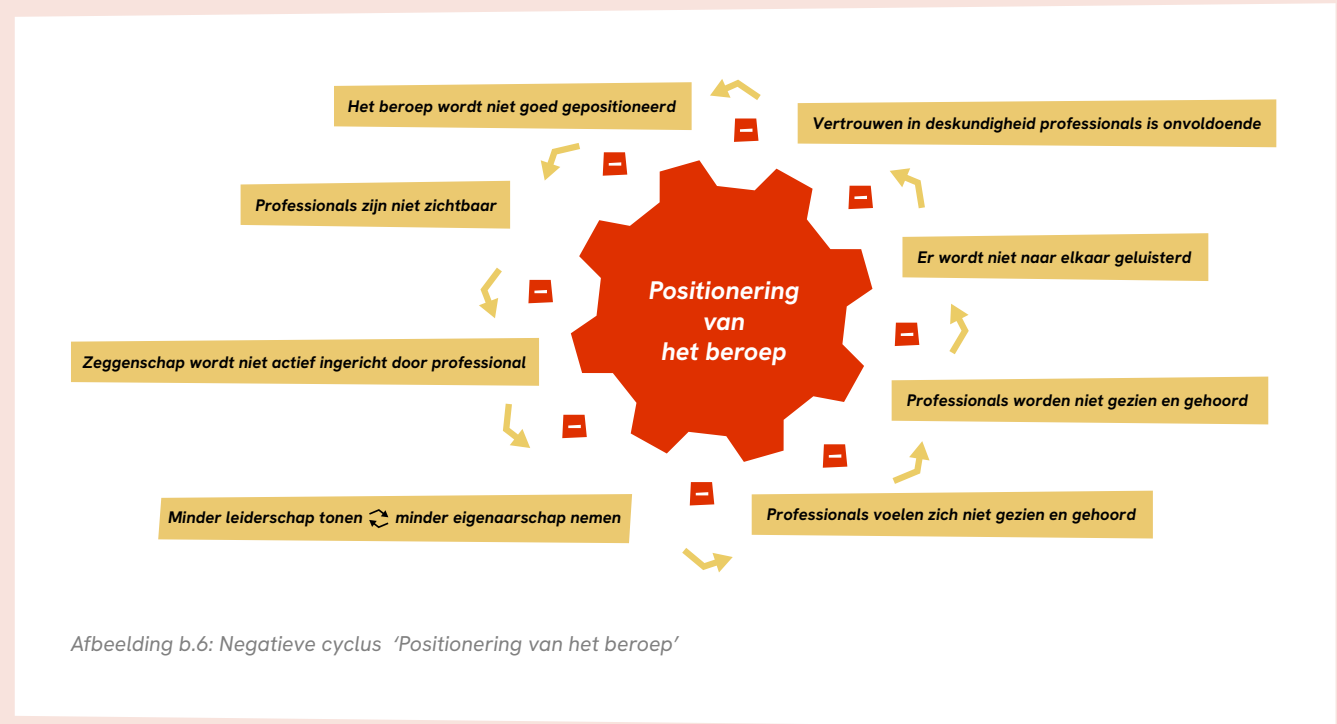 Het beroep wordt niet goed gepositioneerd
Vertrouwen in deskundigheid professionals is onvoldoende
Professionals zijn niet zichtbaar
Er wordt niet naar elkaar geluisterd
Positionering
van
het beroep
Zeggenschap wordt niet actief ingericht door professional
Professionals worden niet gezien en gehoord
Minder leiderschap tonen minder eigenaarschap nemen
Professionals voelen zich niet gezien en gehoord
Afbeelding b.6: Negatieve cyclus ‘Positionering van het beroep’